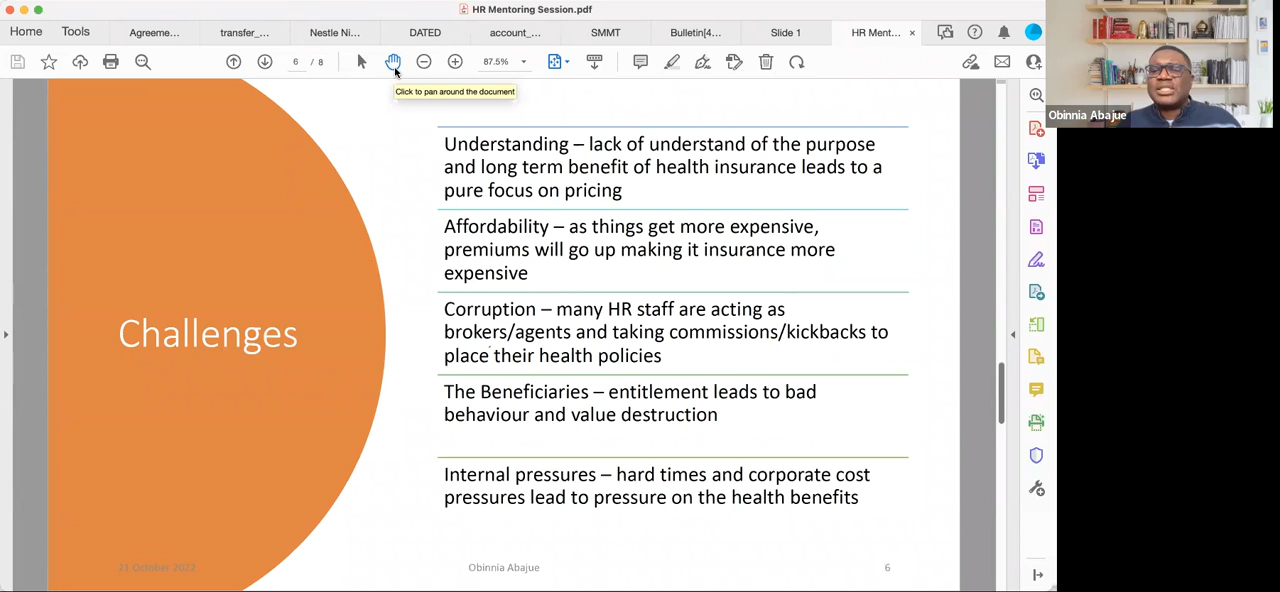 HR Mentoring Session.pdf
Home
Tools
Agreeme...
transfer_...
Nestle Ni...
DATED
account_...
SMMT
Bulletin[4...
Slide 1
HR Ment...
6 / 8
87.5%
Click to pan around the document
Obinnia Abajue
Understanding – lack of understand of the purpose
and long term benefit of health insurance leads to a
pure focus on pricing
Affordability – as things get more expensive,
premiums will go up making it insurance more
expensive
Challenges
Corruption – many HR staff are acting as
brokers/agents and taking commissions/kickbacks to
place their health policies
The Beneficiaries – entitlement leads to bad
behaviour and value destruction
Internal pressures – hard times and corporate cost
pressures lead to pressure on the health benefits
Obinnia Abajue
6